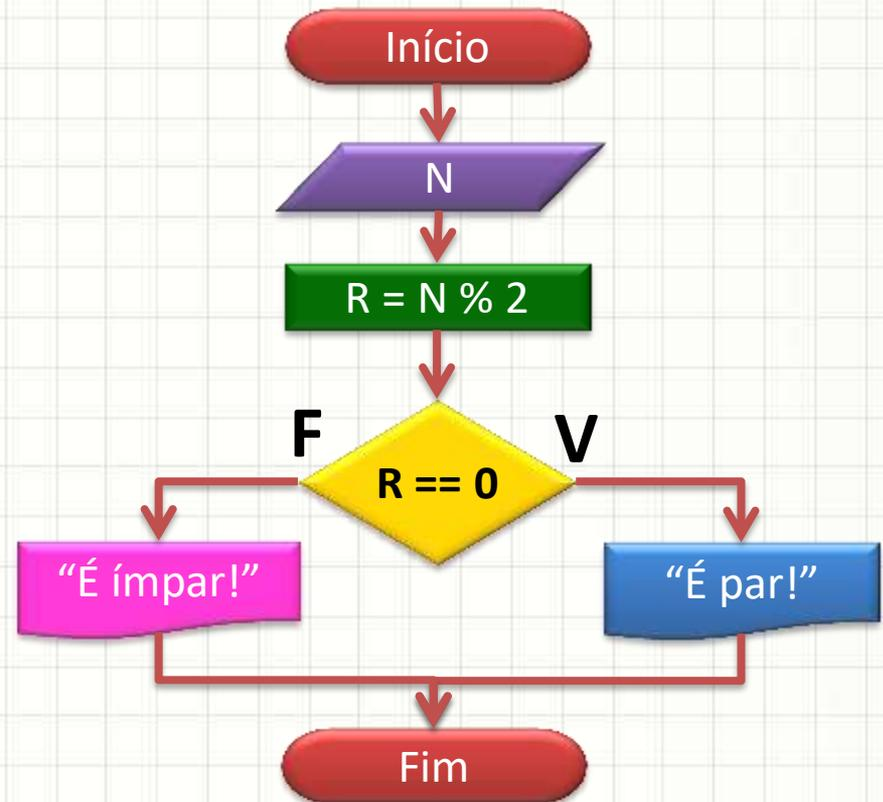 Início
N
R = N % 2
F
V
R == 0
“É ímpar!”
“É par!”
Fim